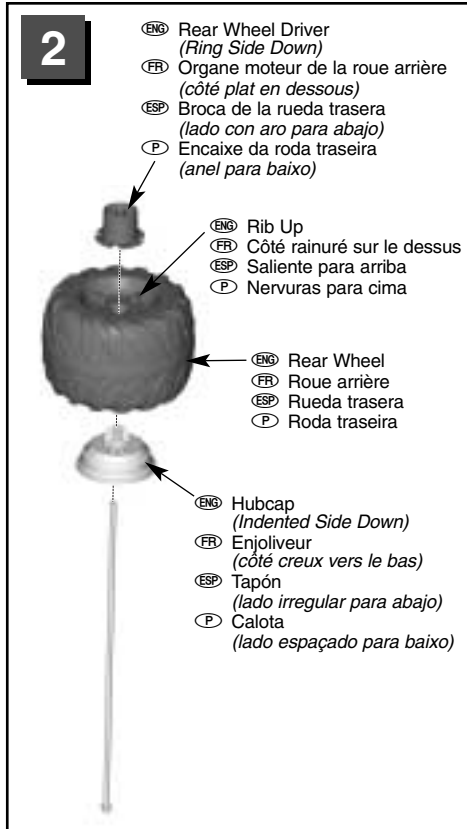 2
ENG Rear Wheel Driver
(Ring Side Down)
FR Organe moteur de la roue arrière
(côté plat en dessous)
ESP Broca de la rueda trasera
(lado con aro para abajo)
P Encaixe da roda traseira
(anel para baixo)
ENG Rib Up
FR Côté rainuré sur le dessus
ESP Saliente para arriba
P Nervuras para cima
ENG Rear Wheel
FR Roue arrière
ESP Rueda trasera
P Roda traseira
ENG Hubcap
(Indented Side Down)
FR Enjoliveur
(côté creux vers le bas)
ESP Tapón
(lado irregular para abajo)
P Calota
(lado espaçado para baixo)